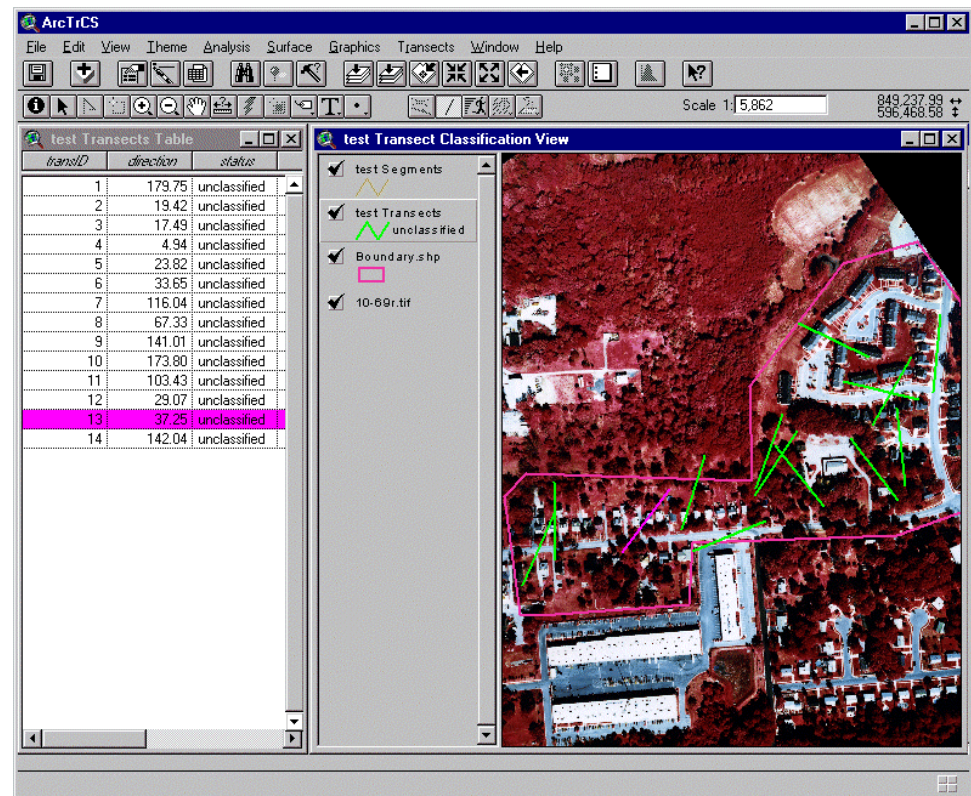 ArcTrCS
File Edit View Theme Analysis Surface Graphics Transects Window Help
Scale 1: 5,862
849,237.99
596,468.58
test Transects Table
transID direction status
1 179.75 unclassified
2 19.42 unclassified
3 17.49 unclassified
4 4.94 unclassified
5 23.82 unclassified
6 33.65 unclassified
7 116.04 unclassified
8 67.33 unclassified
9 141.01 unclassified
10 173.80 unclassified
11 103.43 unclassified
12 29.07 unclassified
13 37.25 unclassified
14 142.04 unclassified
test Transect Classification View
test Segments
test Transects
unclassified
Boundary.shp
10-69r.tif